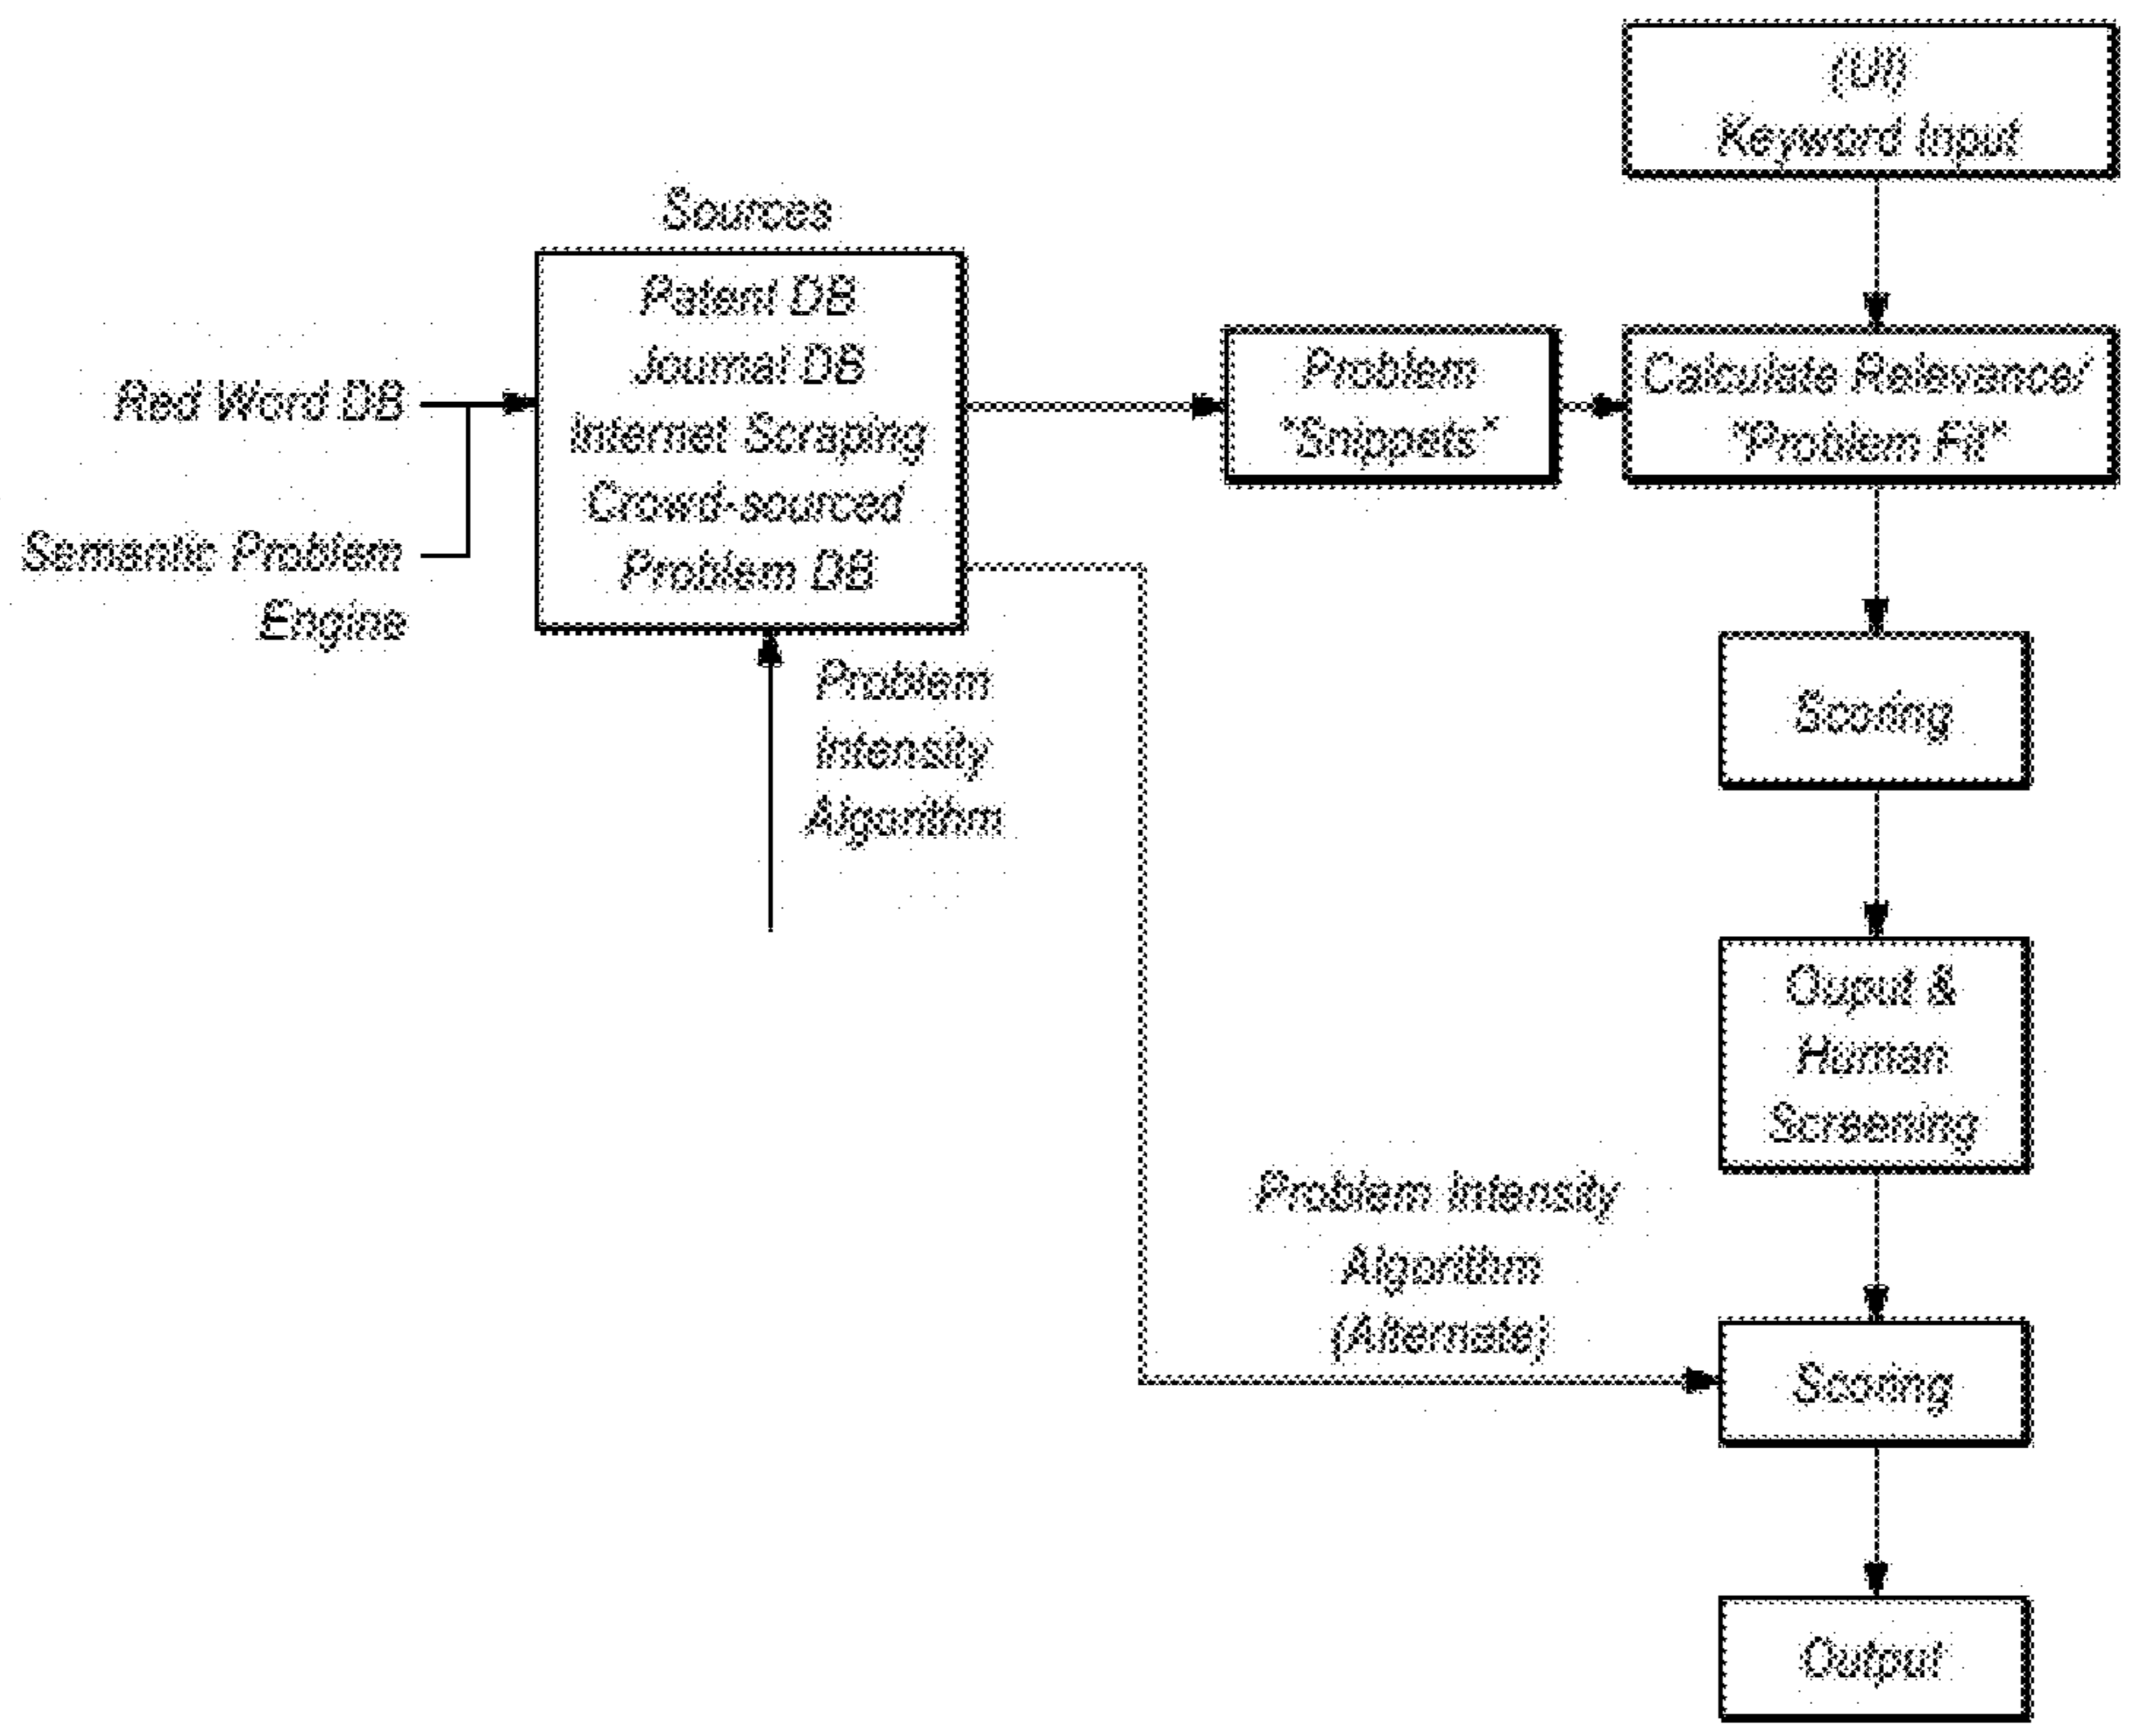 (UI)
Keyword Input
Sources
Patent DB
Journal DB
Internet Scraping
Crowd-sourced
Problem DB
Red Word DB
Semantic Problem
Engine
Problem
Intensity
Algorithm
Problem
"Snippets"
Calculate Relevance/
"Problem Fit"
Scoring
Ouput &
Human
Screening
Problem Intensity
Algorithm
(Alternate)
Scoring
Output